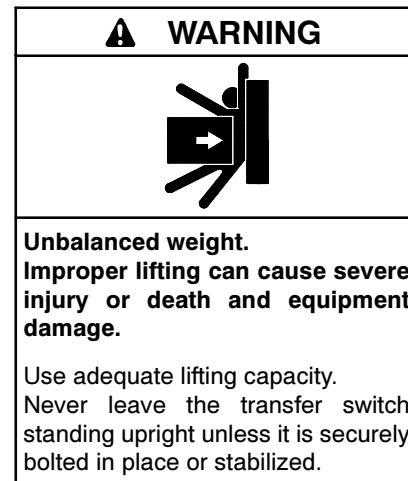 WARNING
Unbalanced weight.
Improper lifting can cause severe
injury or death and equipment
damage.
Use adequate lifting capacity.
Never leave the transfer switch
standing upright unless it is securely
bolted in place or stabilized.